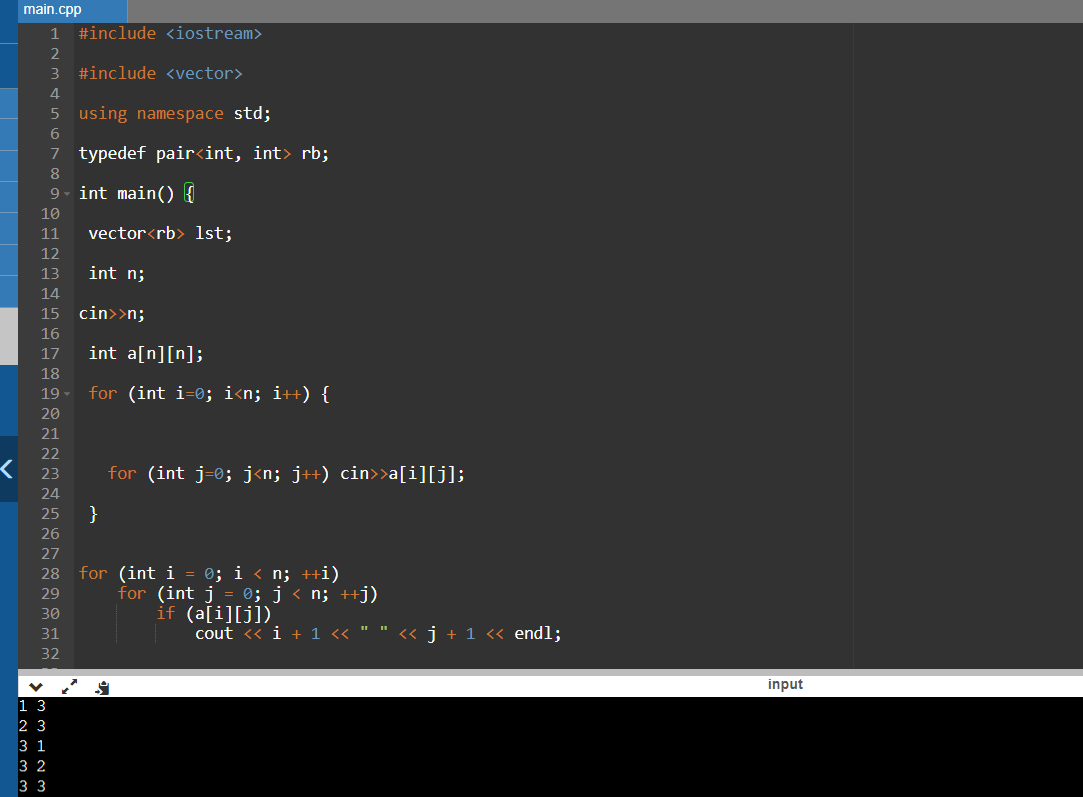 main.cpp
1 #include <iostream>
2
3 #include <vector>
4
5 using namespace std;
6
7 typedef pair<int, int> rb;
8
9 int main() {
10
11 vector<rb> lst;
12
13 int n;
14
15 cin>>n;
16
17 int a[n][n];
18
19 for (int i=0; i<n; i++) {
20
21
22
23 for (int j=0; j<n; j++) cin>>a[i][j];
24
25 }
26
27
28 for (int i = 0; i < n; ++i)
29 for (int j = 0; j < n; ++j)
30 if (a[i][j])
31 cout << i + 1 << " " << j + 1 << endl;
32
input
1 3
2 3
3 1
3 2
3 3